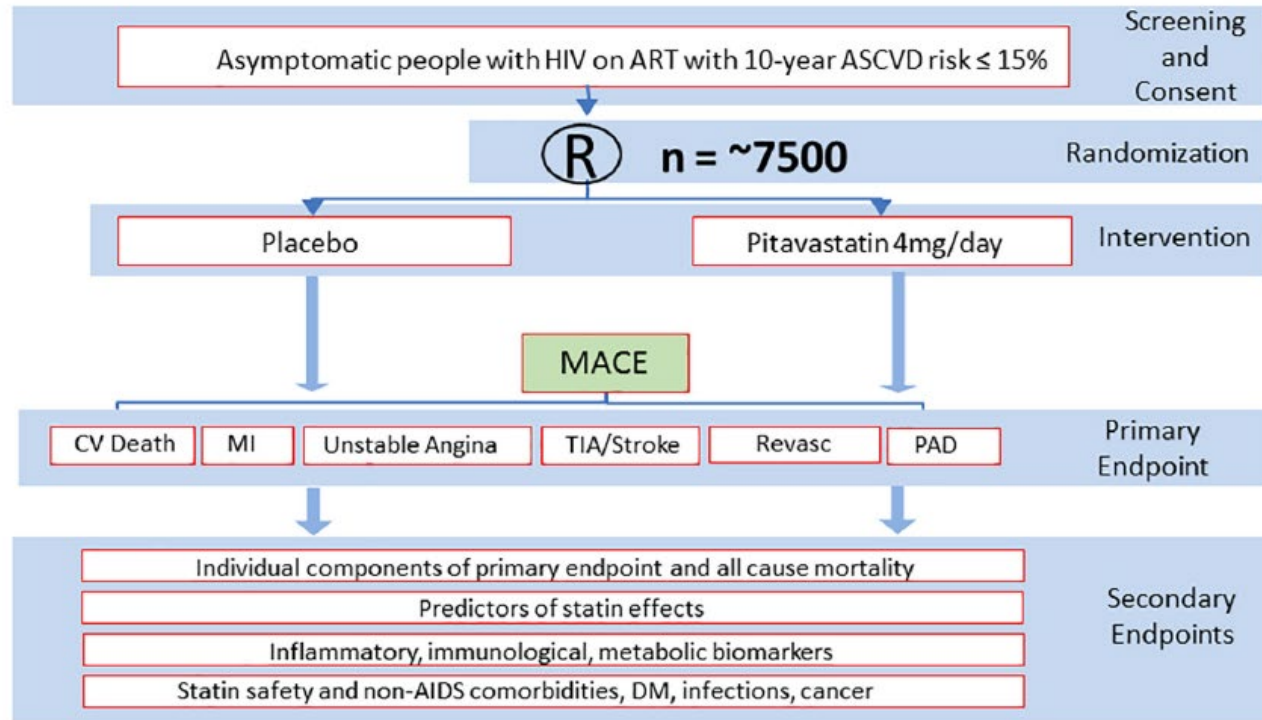 Screening
and
Consent
Asymptomatic people with HIV on ART with 10-year ASCVD risk ≤ 15%
R
n = ~7500
Randomization
Placebo
Pitavastatin 4mg/day
Intervention
MACE
CV Death
MI
Unstable Angina
TIA/Stroke
Revasc
PAD
Primary
Endpoint
Individual components of primary endpoint and all cause mortality
Predictors of statin effects
Inflammatory, immunological, metabolic biomarkers
Statin safety and non-AIDS comorbidities, DM, infections, cancer
Secondary
Endpoints